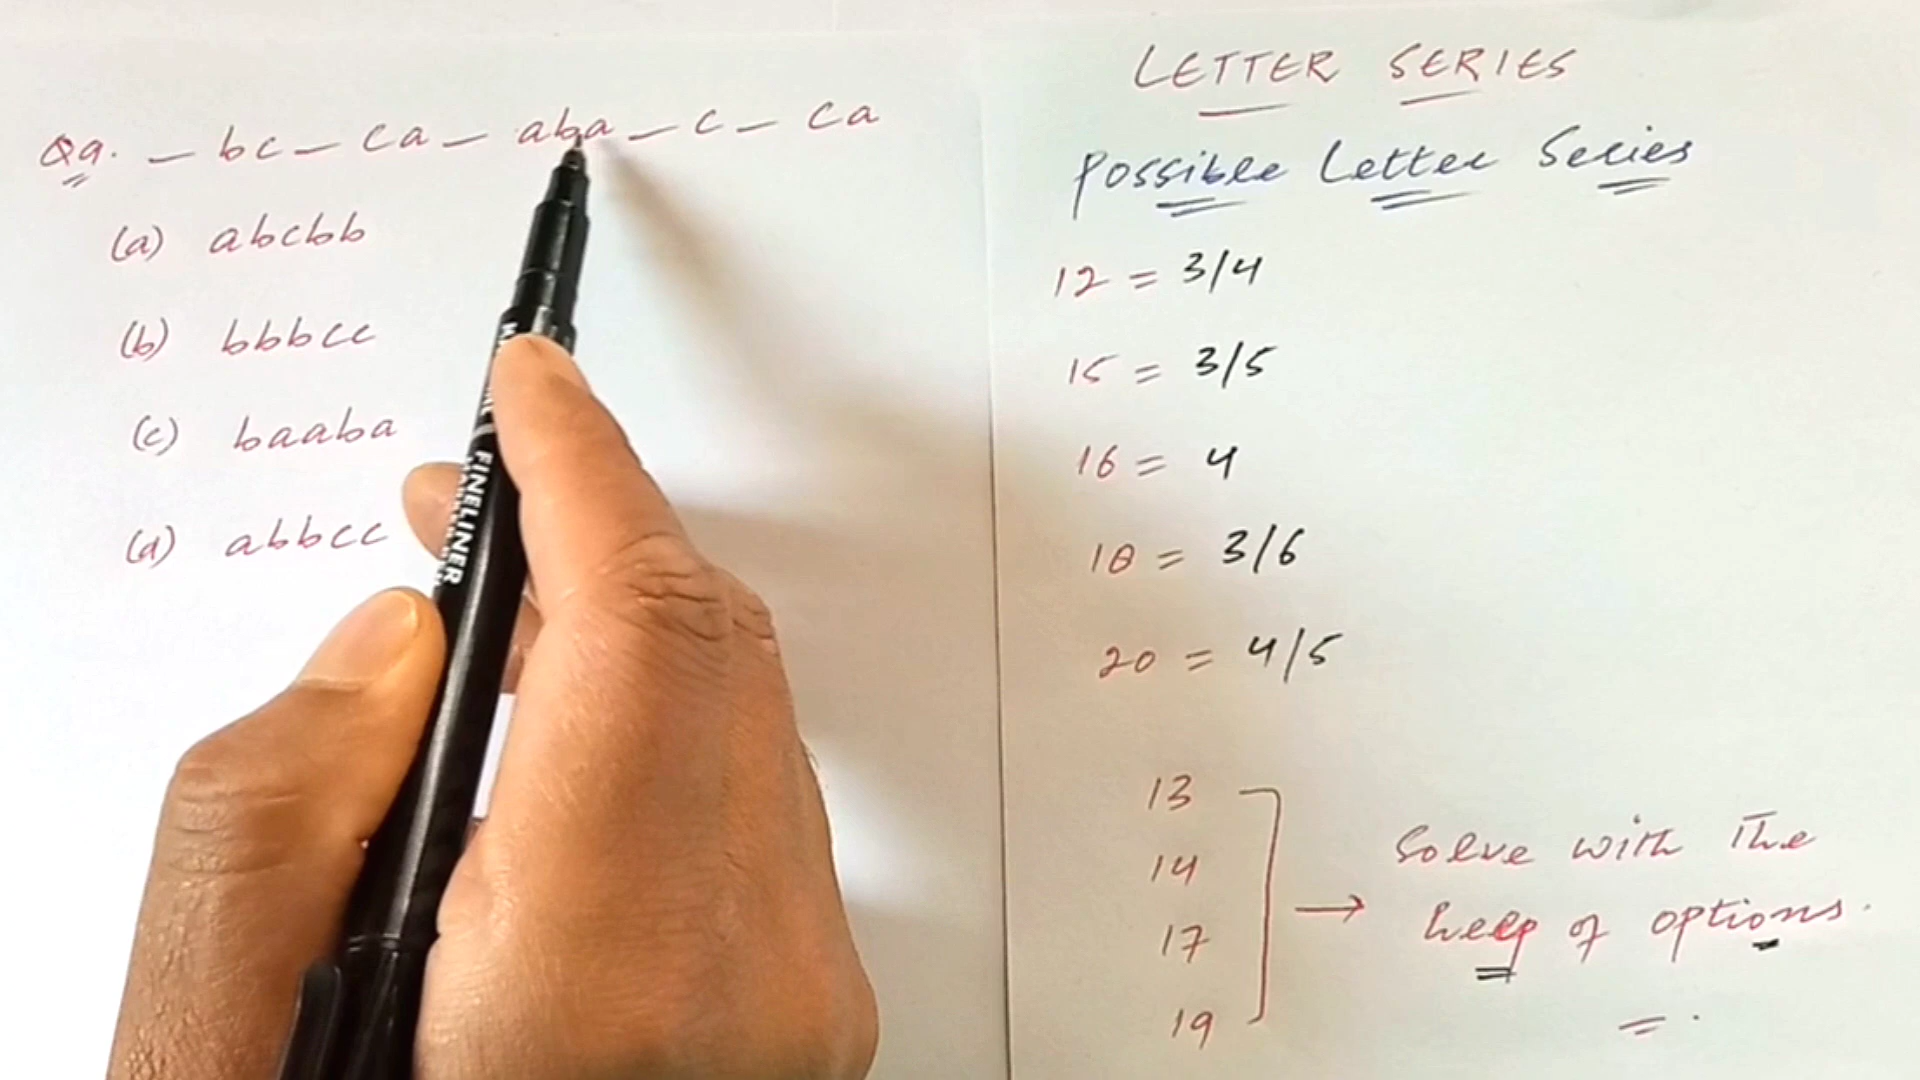 Q9. _ bc _ ca _ aba _ c _ ca
(a) abcbb
(b) bbbcc
(c) baaba
(d) abbcc
FINELINER
LETTER SERIES
Possible Letter Series
12 = 3/4
15 = 3/5
16 = 4
18 = 3/6
20 = 4/5
13
14
17
19
Solve with The
help of options.